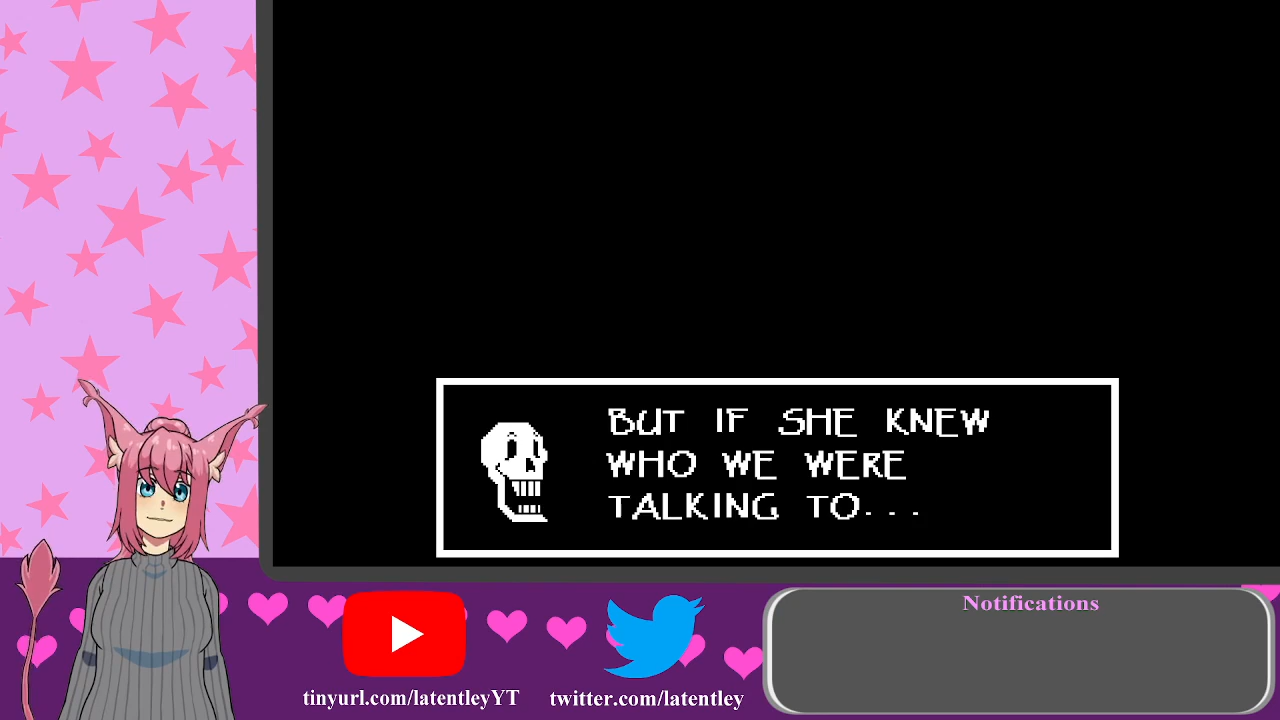 BUT IF SHE KNEW
WHO WE WERE
TALKING TO...
Notifications
tinyurl.com/latentleyYT
twitter.com/latentley